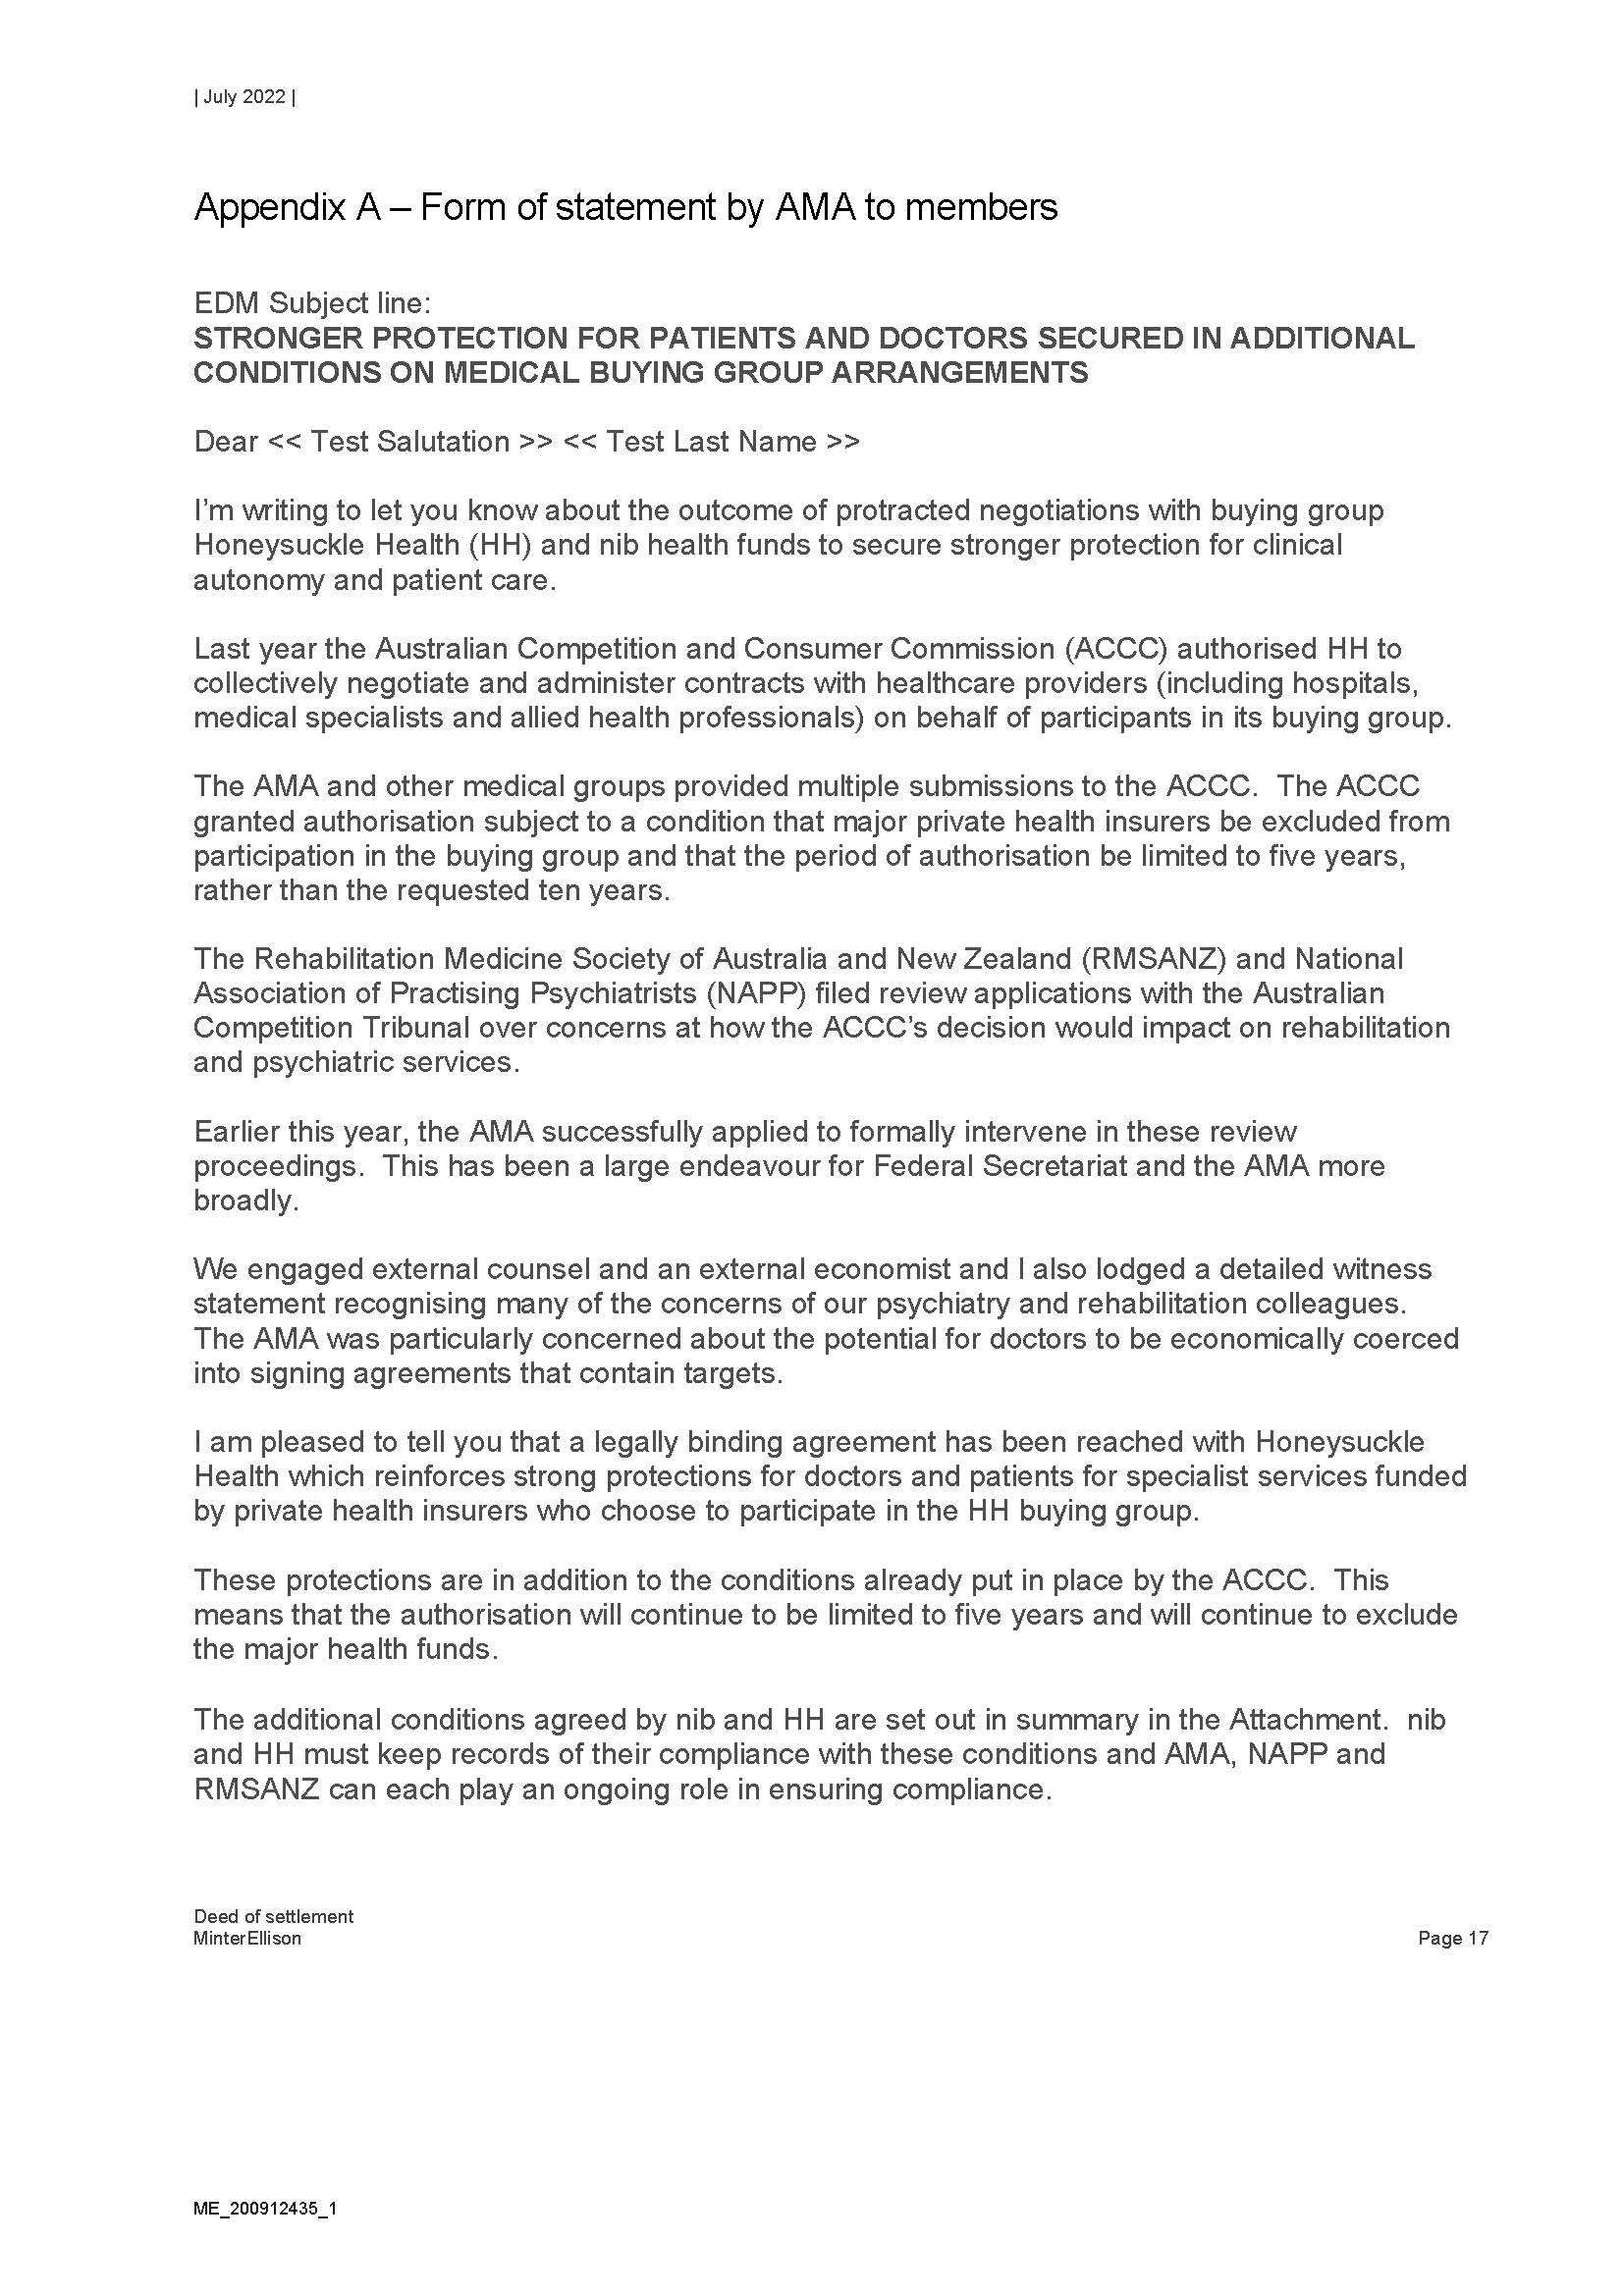 | July 2022 |
Appendix A – Form of statement by AMA to members
EDM Subject line:
STRONGER PROTECTION FOR PATIENTS AND DOCTORS SECURED IN ADDITIONAL
CONDITIONS ON MEDICAL BUYING GROUP ARRANGEMENTS
Dear << Test Salutation >> << Test Last Name >>
I’m writing to let you know about the outcome of protracted negotiations with buying group
Honeysuckle Health (HH) and nib health funds to secure stronger protection for clinical
autonomy and patient care.
Last year the Australian Competition and Consumer Commission (ACCC) authorised HH to
collectively negotiate and administer contracts with healthcare providers (including hospitals,
medical specialists and allied health professionals) on behalf of participants in its buying group.
The AMA and other medical groups provided multiple submissions to the ACCC.  The ACCC
granted authorisation subject to a condition that major private health insurers be excluded from
participation in the buying group and that the period of authorisation be limited to five years,
rather than the requested ten years.
The Rehabilitation Medicine Society of Australia and New Zealand (RMSANZ) and National
Association of Practising Psychiatrists (NAPP) filed review applications with the Australian
Competition Tribunal over concerns at how the ACCC’s decision would impact on rehabilitation
and psychiatric services.
Earlier this year, the AMA successfully applied to formally intervene in these review
proceedings.  This has been a large endeavour for Federal Secretariat and the AMA more
broadly.
We engaged external counsel and an external economist and I also lodged a detailed witness
statement recognising many of the concerns of our psychiatry and rehabilitation colleagues.
The AMA was particularly concerned about the potential for doctors to be economically coerced
into signing agreements that contain targets.
I am pleased to tell you that a legally binding agreement has been reached with Honeysuckle
Health which reinforces strong protections for doctors and patients for specialist services funded
by private health insurers who choose to participate in the HH buying group.
These protections are in addition to the conditions already put in place by the ACCC.  This
means that the authorisation will continue to be limited to five years and will continue to exclude
the major health funds.
The additional conditions agreed by nib and HH are set out in summary in the Attachment.  nib
and HH must keep records of their compliance with these conditions and AMA, NAPP and
RMSANZ can each play an ongoing role in ensuring compliance.
Deed of settlement
MinterEllison
Page 17
ME_200912435_1